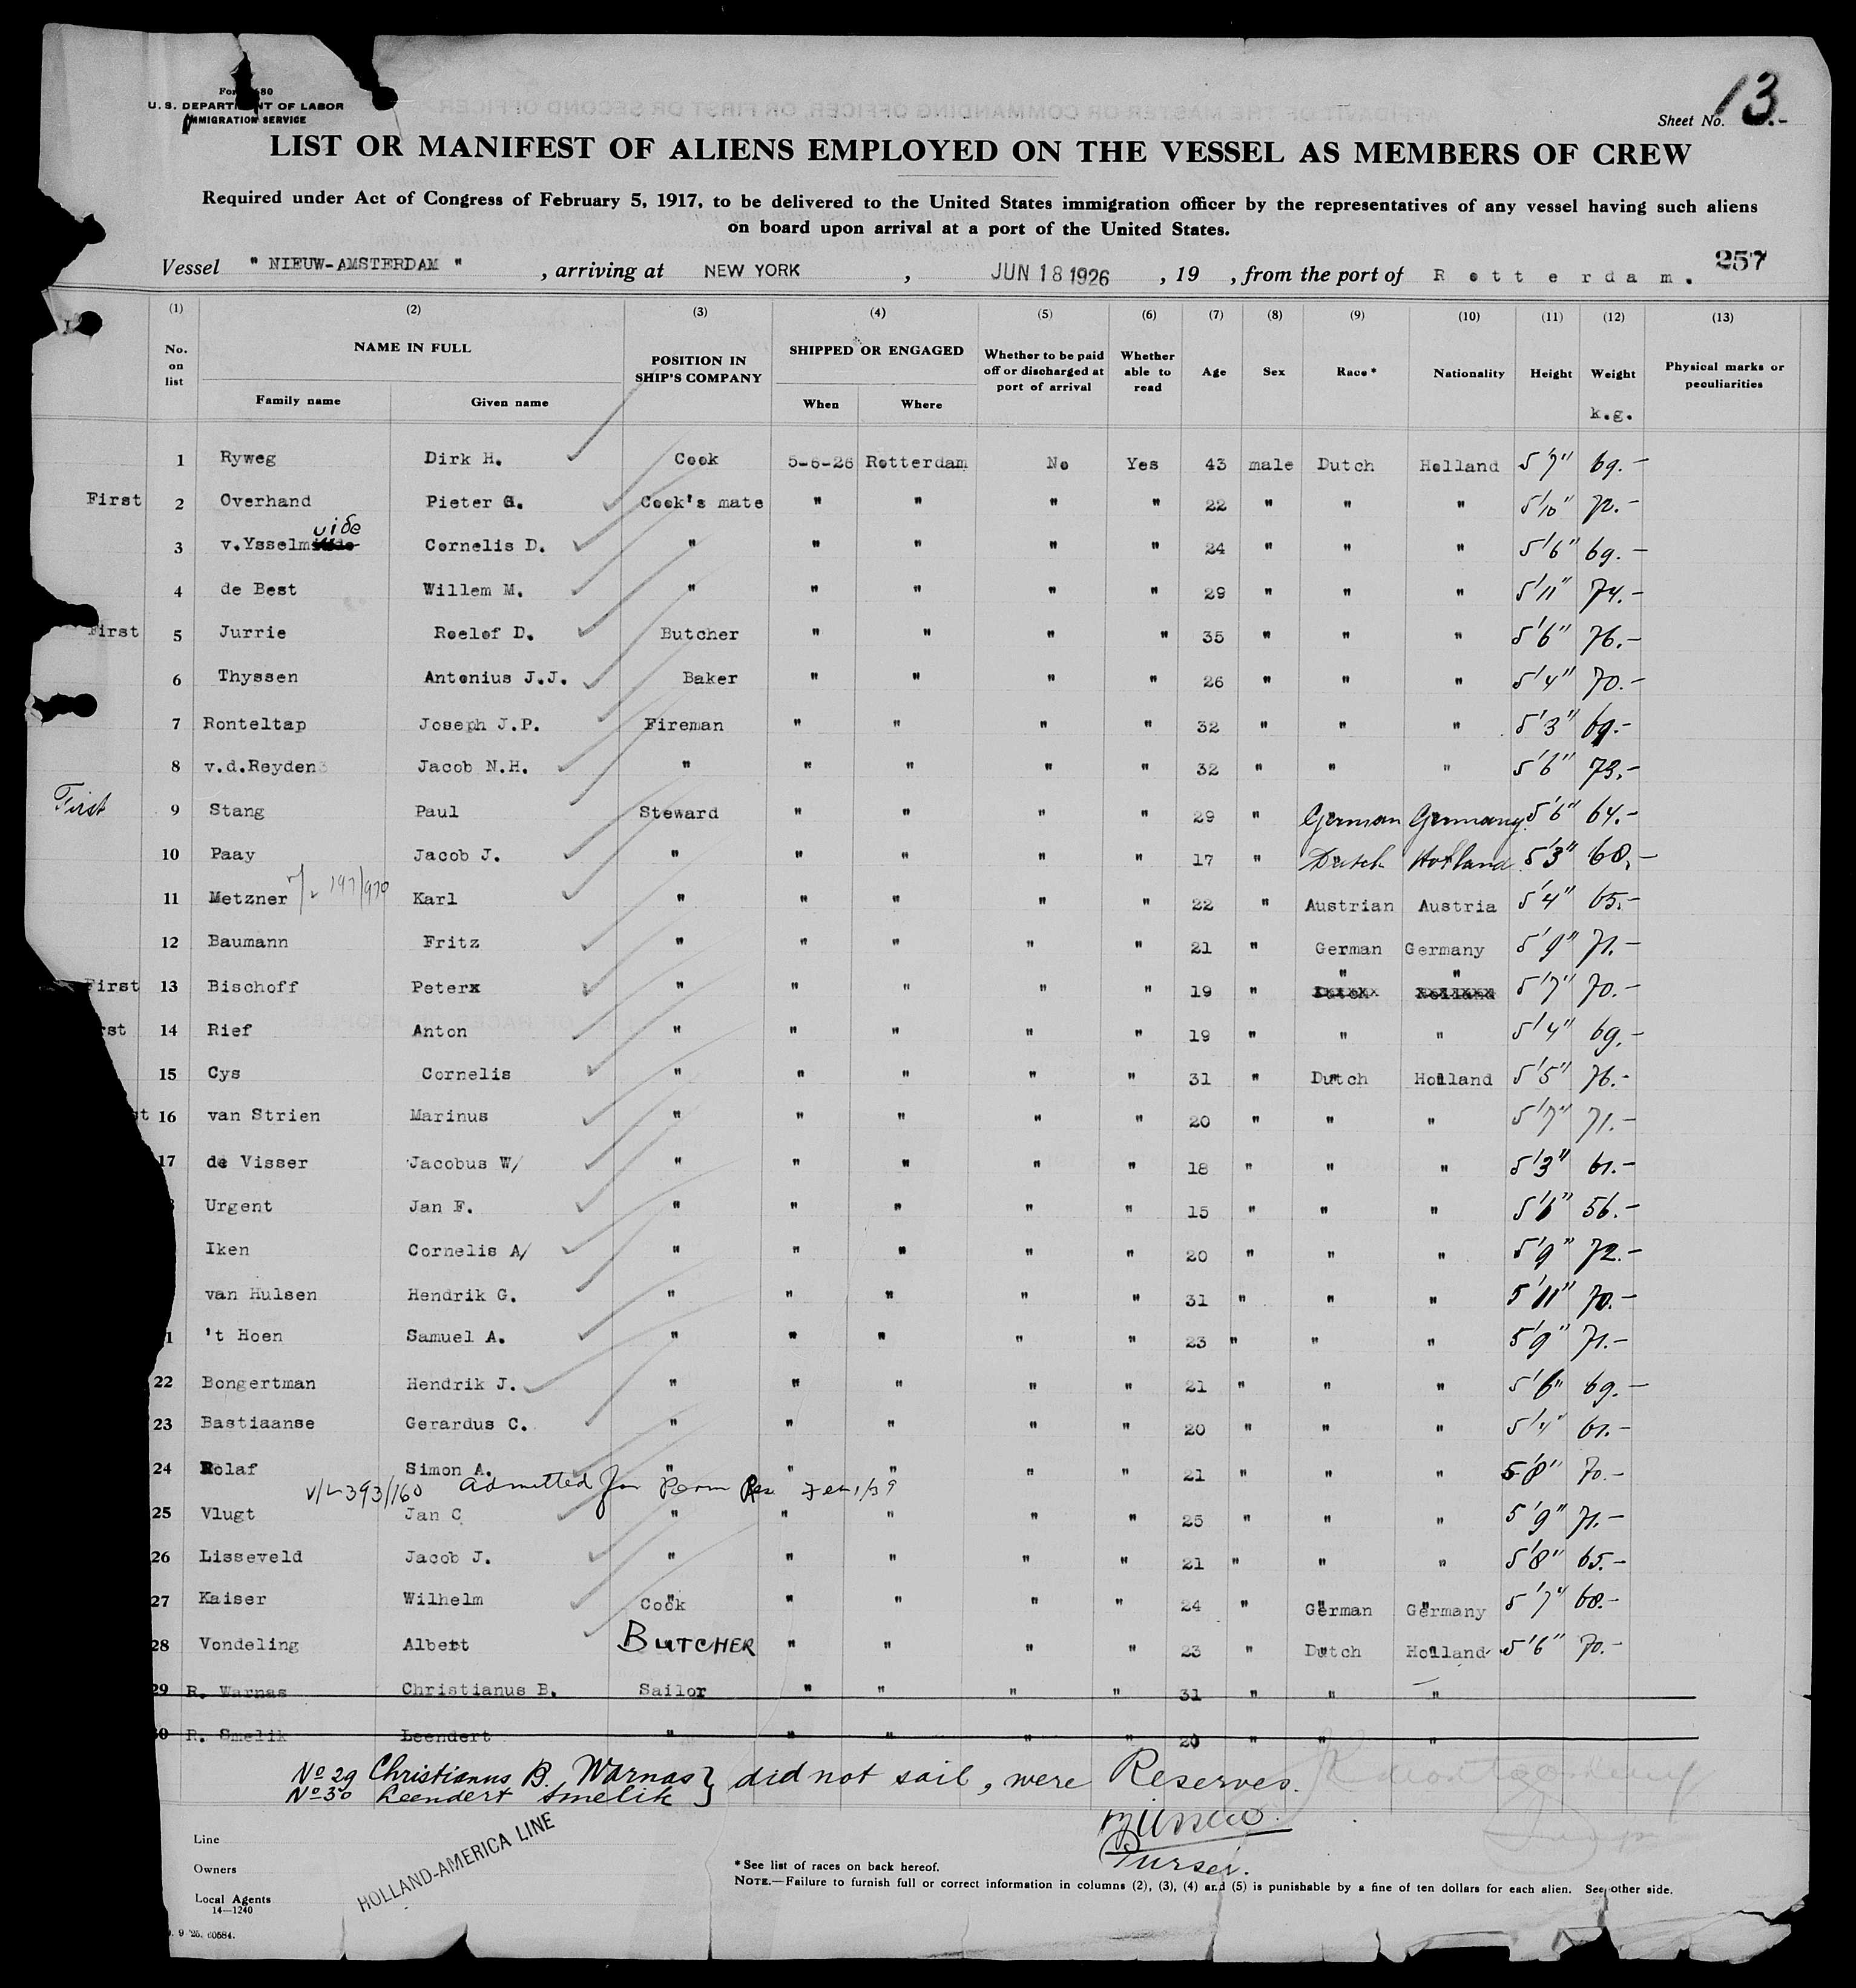 Form 680
U. S. DEPARTMENT OF LABOR
IMMIGRATION SERVICE
Sheet No. 13.-
LIST OR MANIFEST OF ALIENS EMPLOYED ON THE VESSEL AS MEMBERS OF CREW
Required under Act of Congress of February 5, 1917, to be delivered to the United States immigration officer by the representatives of any vessel having such aliens
on board upon arrival at a port of the United States.
257
Vessel " NIEUW-AMSTERDAM " , arriving at NEW YORK , JUN 18 1926 , 19 , from the port of Rotterdam.
(1) (2) (3) (4) (5) (6) (7) (8) (9) (10) (11) (12) (13)
No. on list NAME IN FULL Family name Given name POSITION IN SHIP'S COMPANY SHIPPED OR ENGAGED When Where Whether to be paid off or discharged at port of arrival Whether able to read Age Sex Race* Nationality Height Weight k.g. Physical marks or peculiarities
1 Ryweg Dirk H. Cook 5-6-26 Rotterdam No Yes 43 male Dutch Holland 5'7" 69.-
First 2 Overhand Pieter G. Cook's mate " " " " 22 " " " 5'10" 72.-
3 v.Ysselmuide Cornelis D. " " " " " 24 " " " 5'6" 69.-
4 de Best Willem M. " " " " " 29 " " " 5'11" 74.-
First 5 Jurrie Roelof D. Butcher " " " " 35 " " " 5'6" 76.-
6 Thyssen Antonius J.J. Baker " " " " 26 " " " 5'4" 70.-
7 Ronteltap Joseph J.P. Fireman " " " " 32 " " " 5'3" 69.-
8 v.d.Reyden Jacob N.H. " " " " " 32 " " " 5'6" 73.-
First 9 Stang Paul Steward " " " " 29 " German Germany 5'6" 64.-
10 Paay Jacob J. " " " " " 17 " Dutch Holland 5'3" 60.-
11 Metzner 197/970 Karl " " " " " 22 " Austrian Austria 5'4" 65.-
12 Baumann Fritz " " " " " 21 " German Germany 5'9" 71.-
First 13 Bischoff Peter " " " " " 19 " " " 5'7" 70.-
rst 14 Rief Anton " " " " " 19 " " " 5'4" 69.-
15 Cys Cornelis " " " " " 31 " Dutch Holland 5'5" 76.-
st 16 van Strien Marinus " " " " " 20 " " " 5'7" 71.-
17 de Visser Jacobus W/ " " " " " 18 " " " 5'3" 61.-
Urgent Jan F. " " " " " 15 " " " 5'1" 56.-
Iken Cornelis A/ " " " " " 20 " " " 5'9" 72.-
van Hulsen Hendrik G. " " " " " 31 " " " 5'11" 70.-
1 't Hoen Samuel A. " " " " " 23 " " " 5'9" 71.-
22 Bongertman Hendrik J. " " " " " 21 " " " 5'6" 69.-
23 Bastiaanse Gerardus C. " " " " " 20 " " " 5'4" 61.-
24 Rolaf Simon A. " " " " " 21 " " " 5'8" 70.-
V/L 393/160 admitted for Perm Res
25 Vlugt Jan C " " " " " 25 " " " 5'9" 71.-
26 Lisseveld Jacob J. " " " " " 21 " " " 5'8" 65.-
27 Kaiser Wilhelm Cook " " " " 24 " German Germany 5'7" 68.-
28 Vondeling Albert BUTCHER " " " " 23 " Dutch Holland 5'6" 70.-
29 R. Warnas Christianus B. Sailor " " " " 31 " " "
30 R. Smelik Leendert " " " " " 20 " " "
No 29 Christianus B. Warnas } did not sail, were Reserves.
No 30 Leendert Smelik
Purser.
Line
Owners
Local Agents
HOLLAND-AMERICA LINE
14—1240
* See list of races on back hereof.
NOTE.—Failure to furnish full or correct information in columns (2), (3), (4) and (5) is punishable by a fine of ten dollars for each alien. See other side.